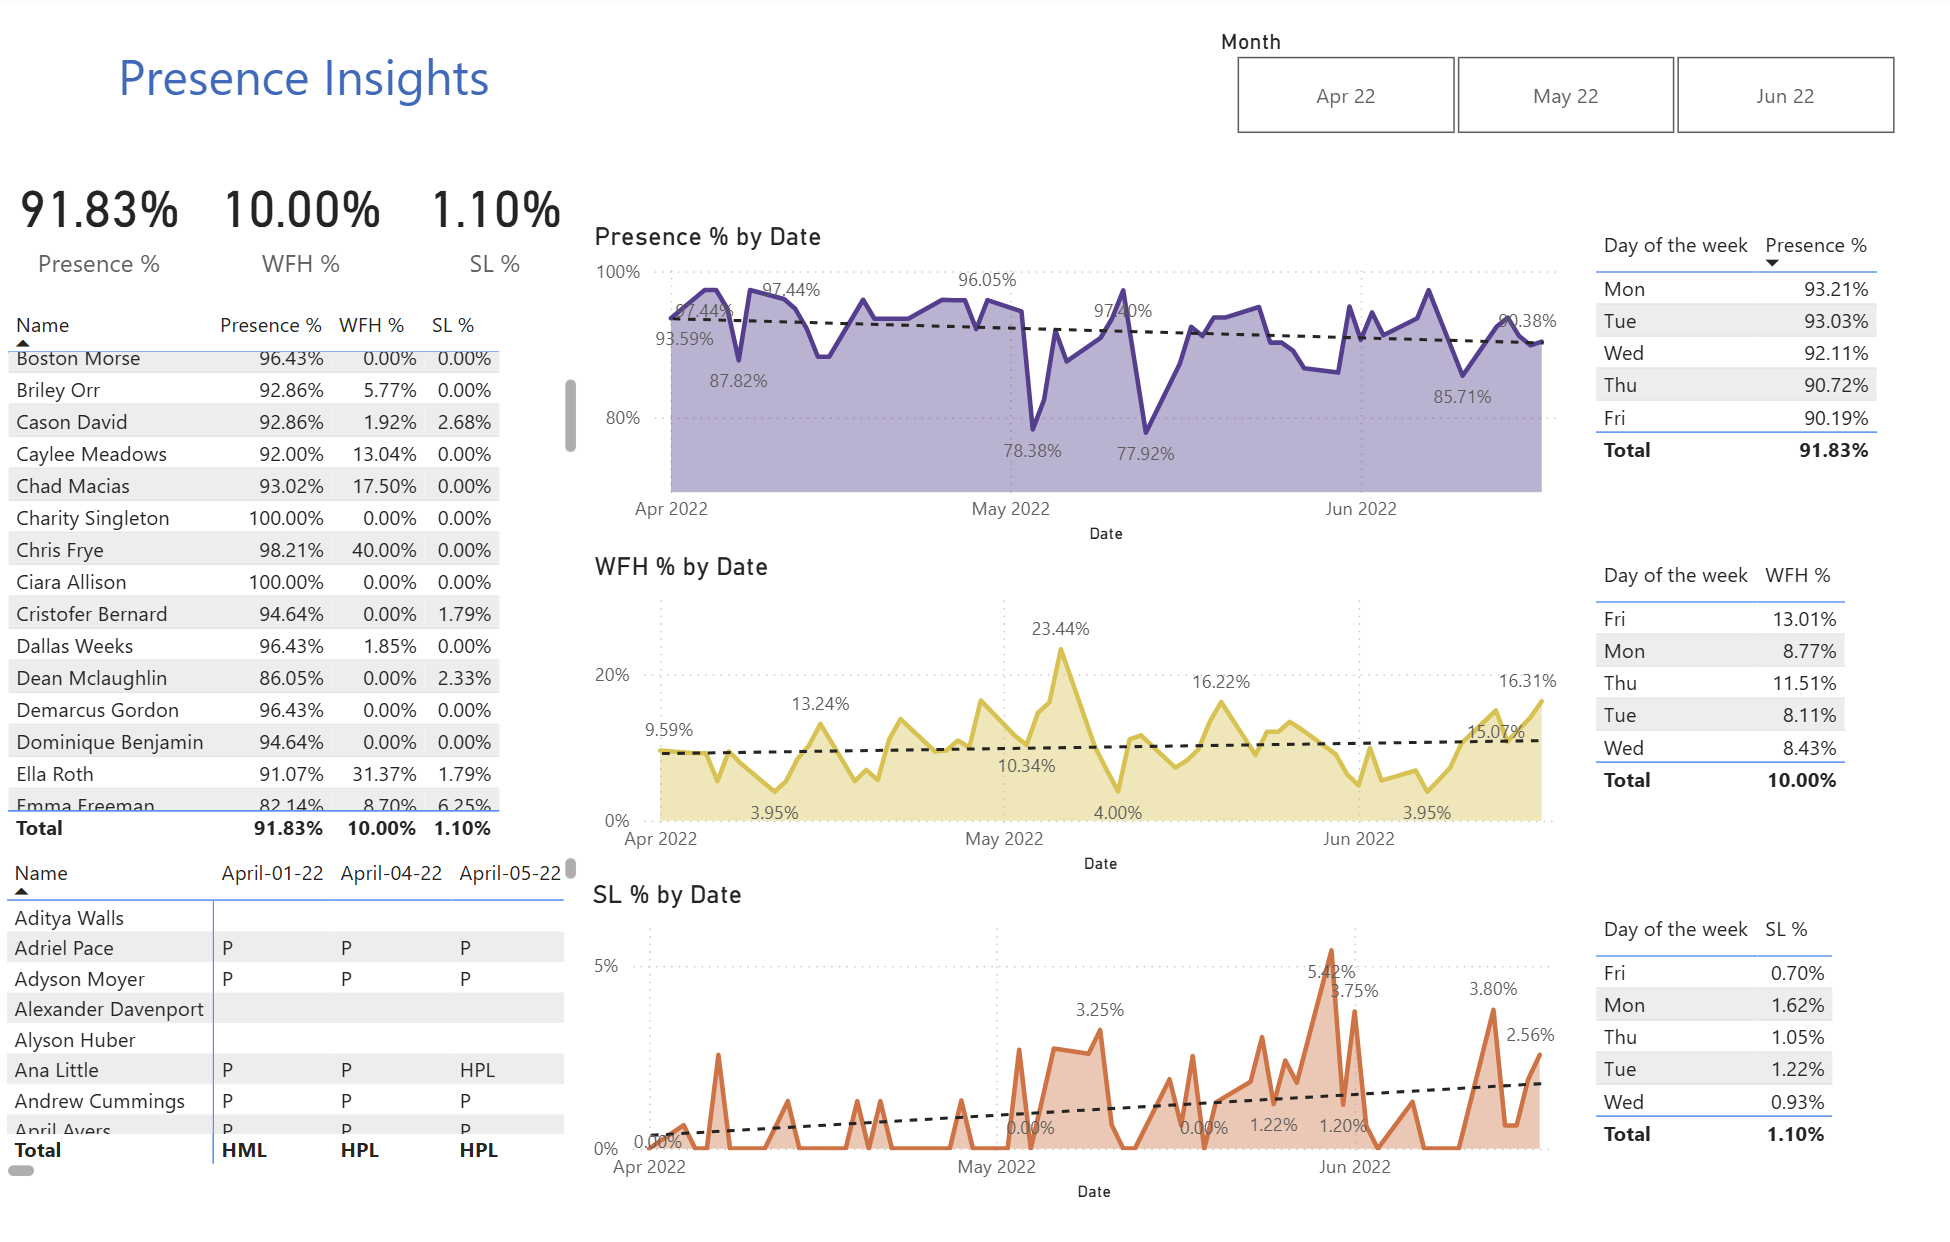 Presence Insights
Month
Apr 22
May 22
Jun 22
91.83% 10.00% 1.10%
Presence % WFH % SL %
Name Presence % WFH % SL %
Boston Morse 96.43% 0.00% 0.00%
Briley Orr 92.86% 5.77% 0.00%
Cason David 92.86% 1.92% 2.68%
Caylee Meadows 92.00% 13.04% 0.00%
Chad Macias 93.02% 17.50% 0.00%
Charity Singleton 100.00% 0.00% 0.00%
Chris Frye 98.21% 40.00% 0.00%
Ciara Allison 100.00% 0.00% 0.00%
Cristofer Bernard 94.64% 0.00% 1.79%
Dallas Weeks 96.43% 1.85% 0.00%
Dean Mclaughlin 86.05% 0.00% 2.33%
Demarcus Gordon 96.43% 0.00% 0.00%
Dominique Benjamin 94.64% 0.00% 0.00%
Ella Roth 91.07% 31.37% 1.79%
Emma Freeman 82.14% 8.70% 6.25%
Total 91.83% 10.00% 1.10%
Name April-01-22 April-04-22 April-05-22
Aditya Walls
Adriel Pace P P P
Adyson Moyer P P P
Alexander Davenport
Alyson Huber
Ana Little P P HPL
Andrew Cummings P P P
April Ayers P P P
Total HML HPL HPL
Presence % by Date
100%
80%
93.59%
97.44%
87.82%
97.44%
96.05%
78.38%
97.40%
77.92%
85.71%
90.38%
Apr 2022 May 2022 Jun 2022
Date
WFH % by Date
20%
0%
9.59%
3.95%
13.24%
10.34%
23.44%
4.00%
16.22%
3.95%
15.07%
16.31%
Apr 2022 May 2022 Jun 2022
Date
SL % by Date
5%
0%
0.00%
0.00%
3.25%
0.00%
1.22%
5.42%
1.20%
3.75%
3.80%
2.56%
Apr 2022 May 2022 Jun 2022
Date
Day of the week Presence %
Mon 93.21%
Tue 93.03%
Wed 92.11%
Thu 90.72%
Fri 90.19%
Total 91.83%
Day of the week WFH %
Fri 13.01%
Mon 8.77%
Thu 11.51%
Tue 8.11%
Wed 8.43%
Total 10.00%
Day of the week SL %
Fri 0.70%
Mon 1.62%
Thu 1.05%
Tue 1.22%
Wed 0.93%
Total 1.10%